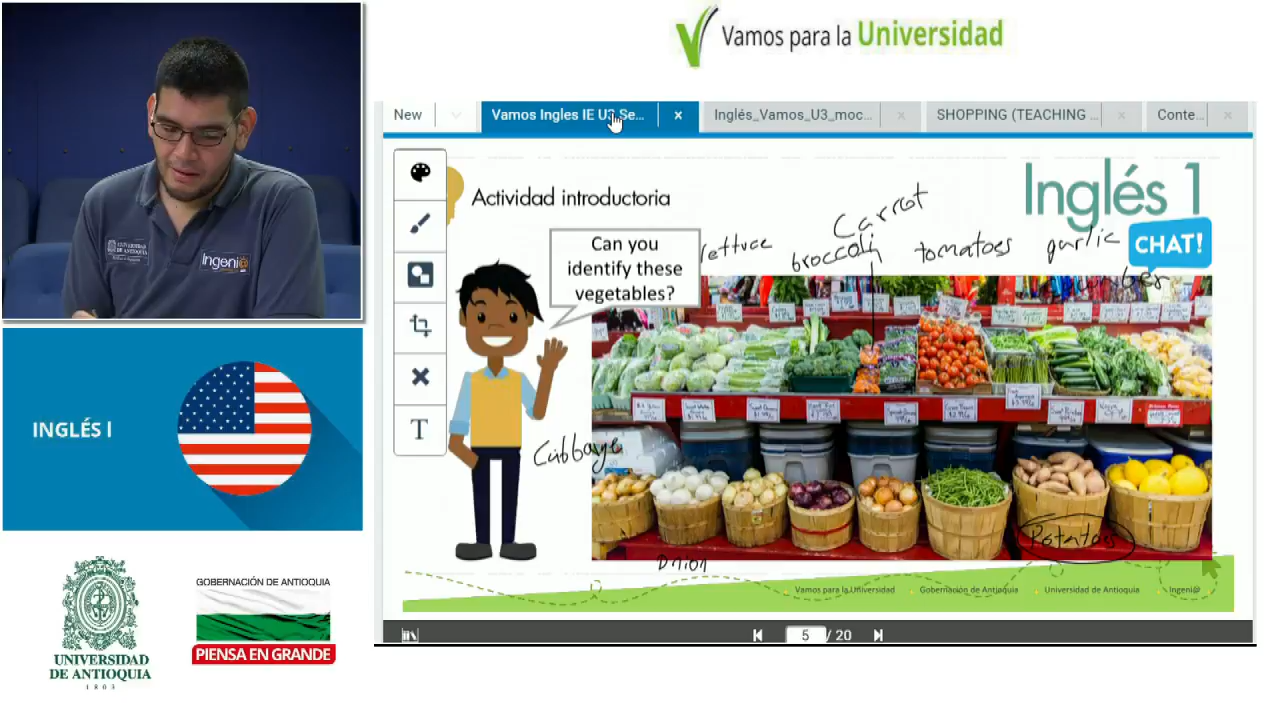 Vamos para la Universidad
New
Vamos Ingles IE U3 Se...
×
Inglés_Vamos_U3_moc...
×
SHOPPING (TEACHING ...
×
Conte...
×
Actividad introductoria
Inglés 1
CHAT!
Can you
identify these
vegetables?
lettuce
broccoli
Carrot
tomatoes
garlic
Cabbage
Onion
Potatoes
T
Ingeni@
INGLÉS I
UNIVERSIDAD
DE ANTIOQUIA
1803
GOBERNACIÓN DE ANTIOQUIA
PIENSA EN GRANDE
Vamos para la Universidad
Gobernación de Antioquia
Universidad de Antioquia
Ingeni@
5 / 20